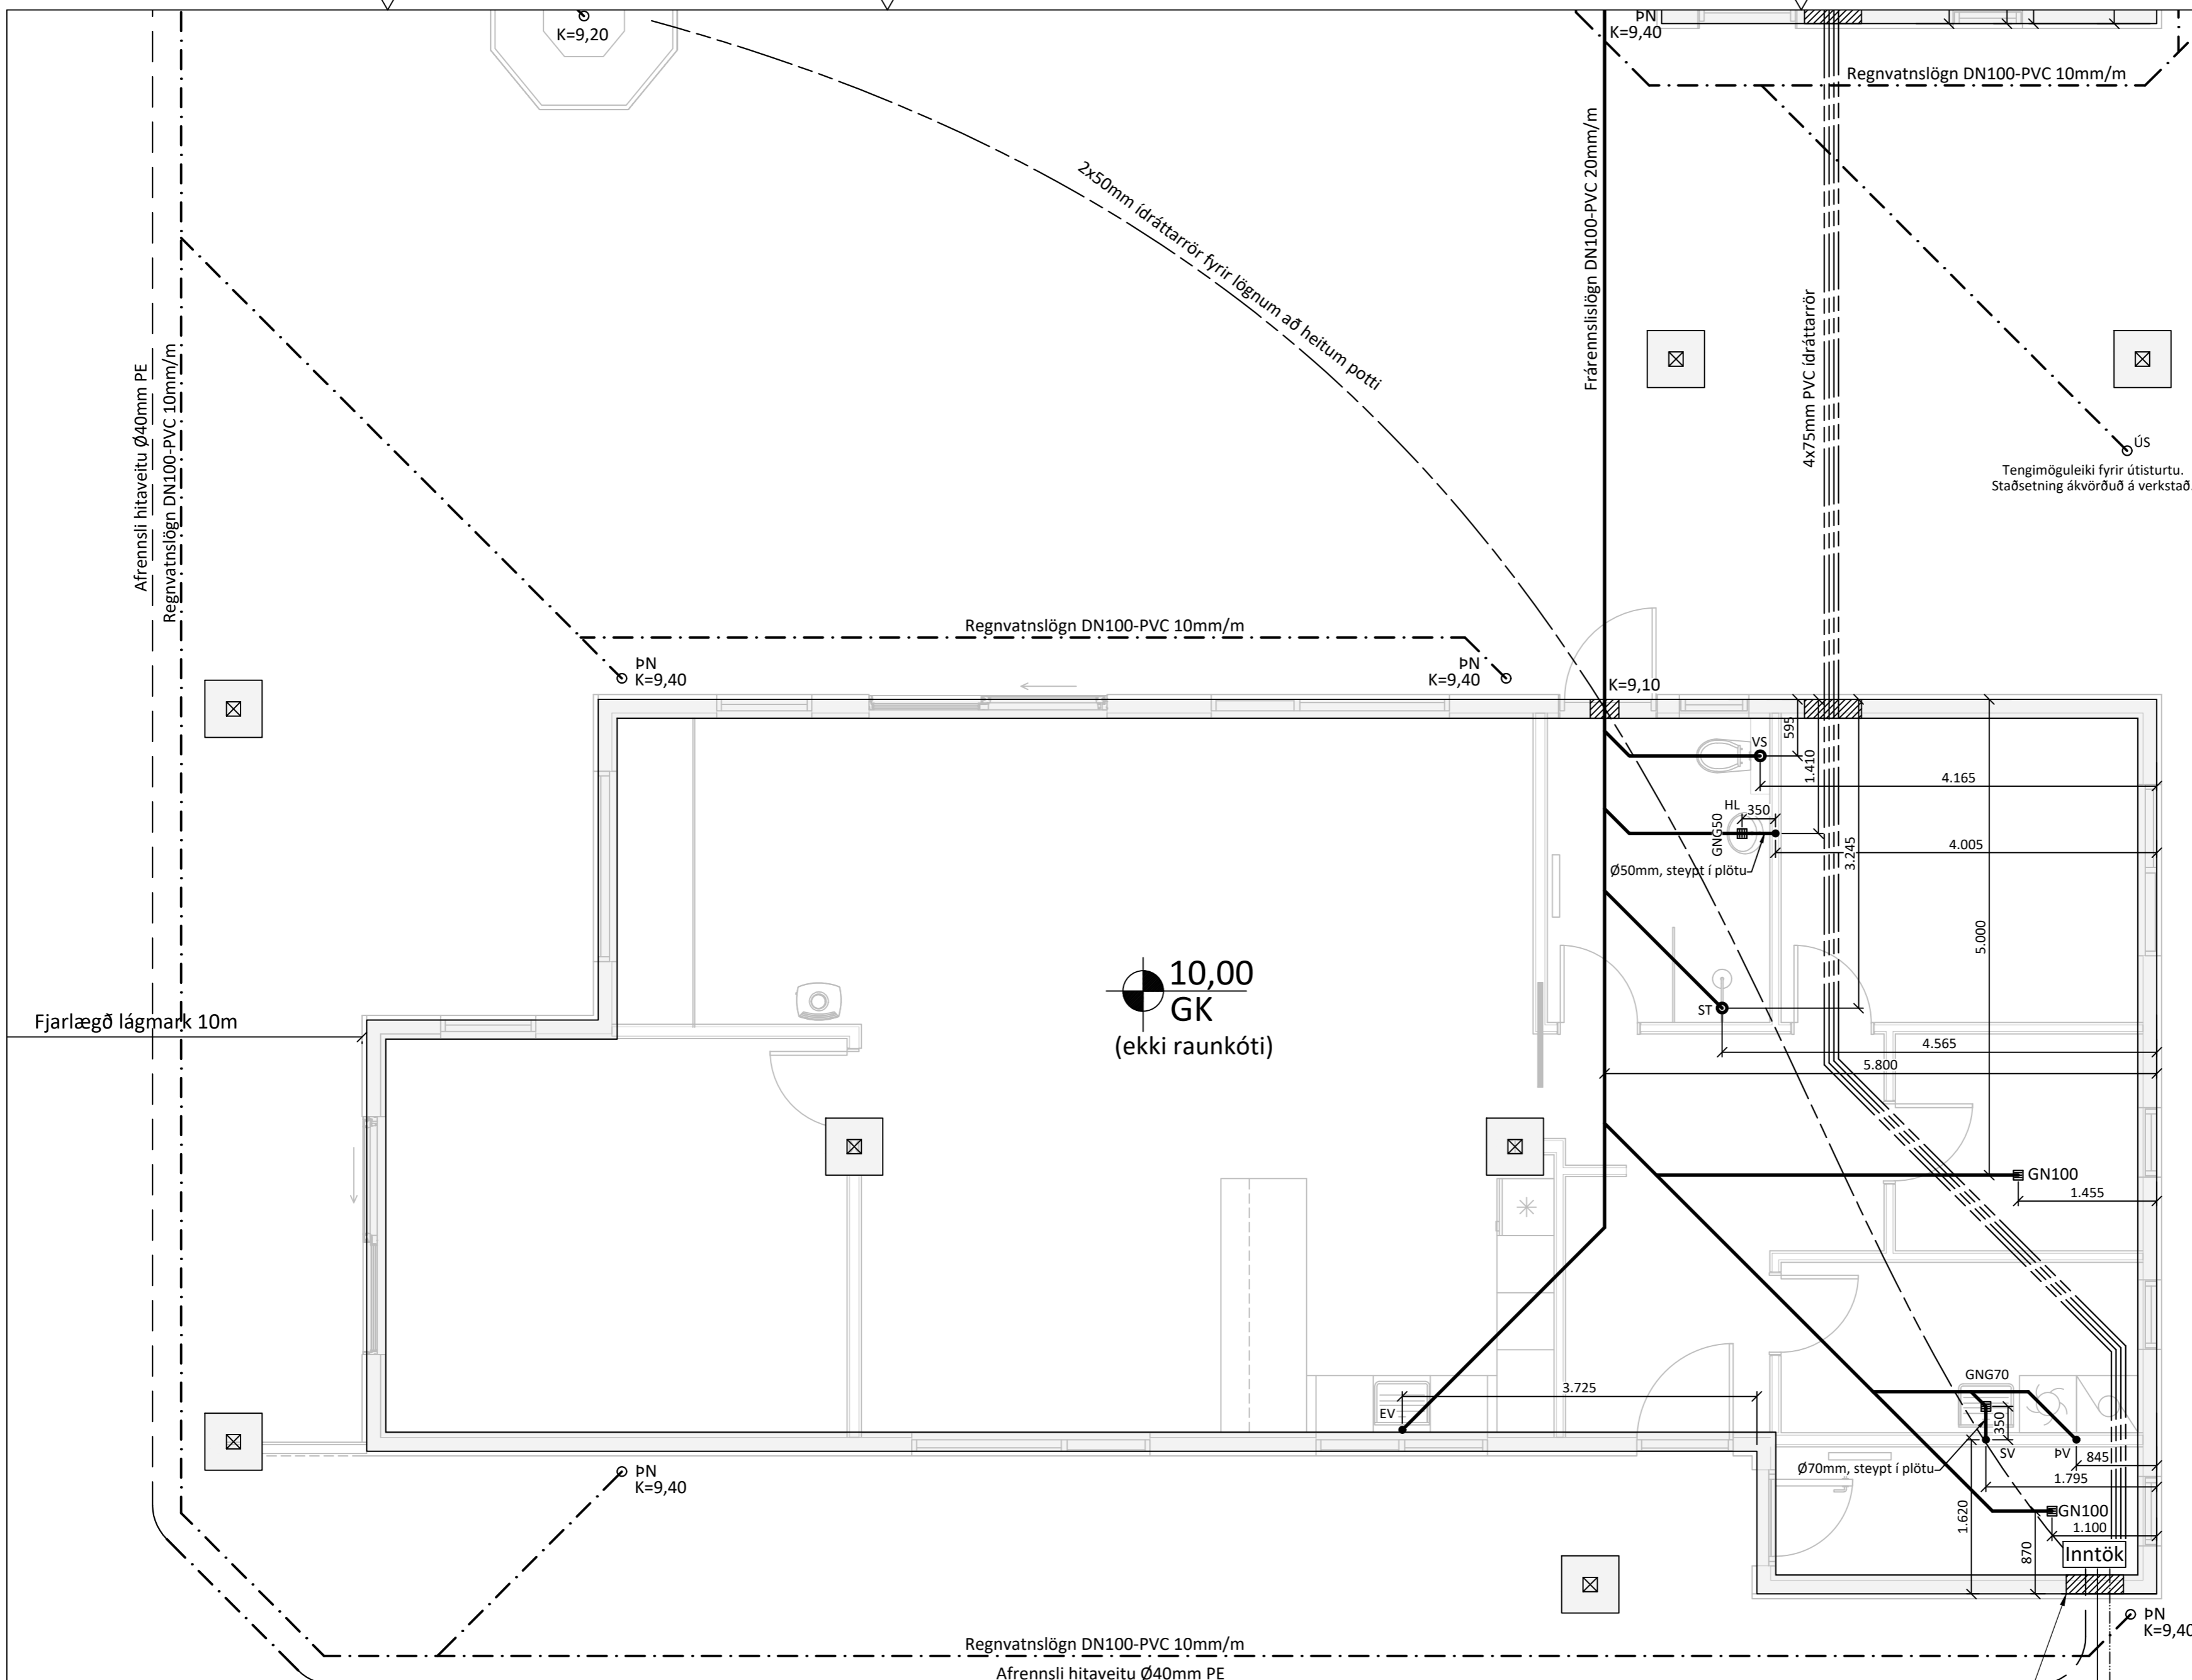 K=9,20
ÞN
K=9,40
Regnvatnslögn DN100-PVC 10mm/m
2x50mm ídráttarrör fyrir lögnum að heitum potti
Frárennslislögn DN100-PVC 20mm/m
4x75mm PVC ídráttarrör
Afrennsli hitaveitu Ø40mm PE
Regnvatnslögn DN100-PVC 10mm/m
ÚS
Tengimöguleiki fyrir útisturtu.
Staðsetning ákvörðuð á verkstað.
Regnvatnslögn DN100-PVC 10mm/m
ÞN
K=9,40
ÞN
K=9,40
K=9,10
VS
595
1.410
4.165
HL
350
GNG50
3.245
4.005
Ø50mm, steypt í plötu
5.000
10,00
GK
(ekki raunkóti)
ST
Fjarlægð lágmark 10m
4.565
5.800
GN100
1.455
GNG70
3.725
EV
350
SV
ÞV
845
Ø70mm, steypt í plötu
1.795
ÞN
K=9,40
1.620
GN100
1.100
870
Inntök
ÞN
K=9,40
Regnvatnslögn DN100-PVC 10mm/m
Afrennsli hitaveitu Ø40mm PE